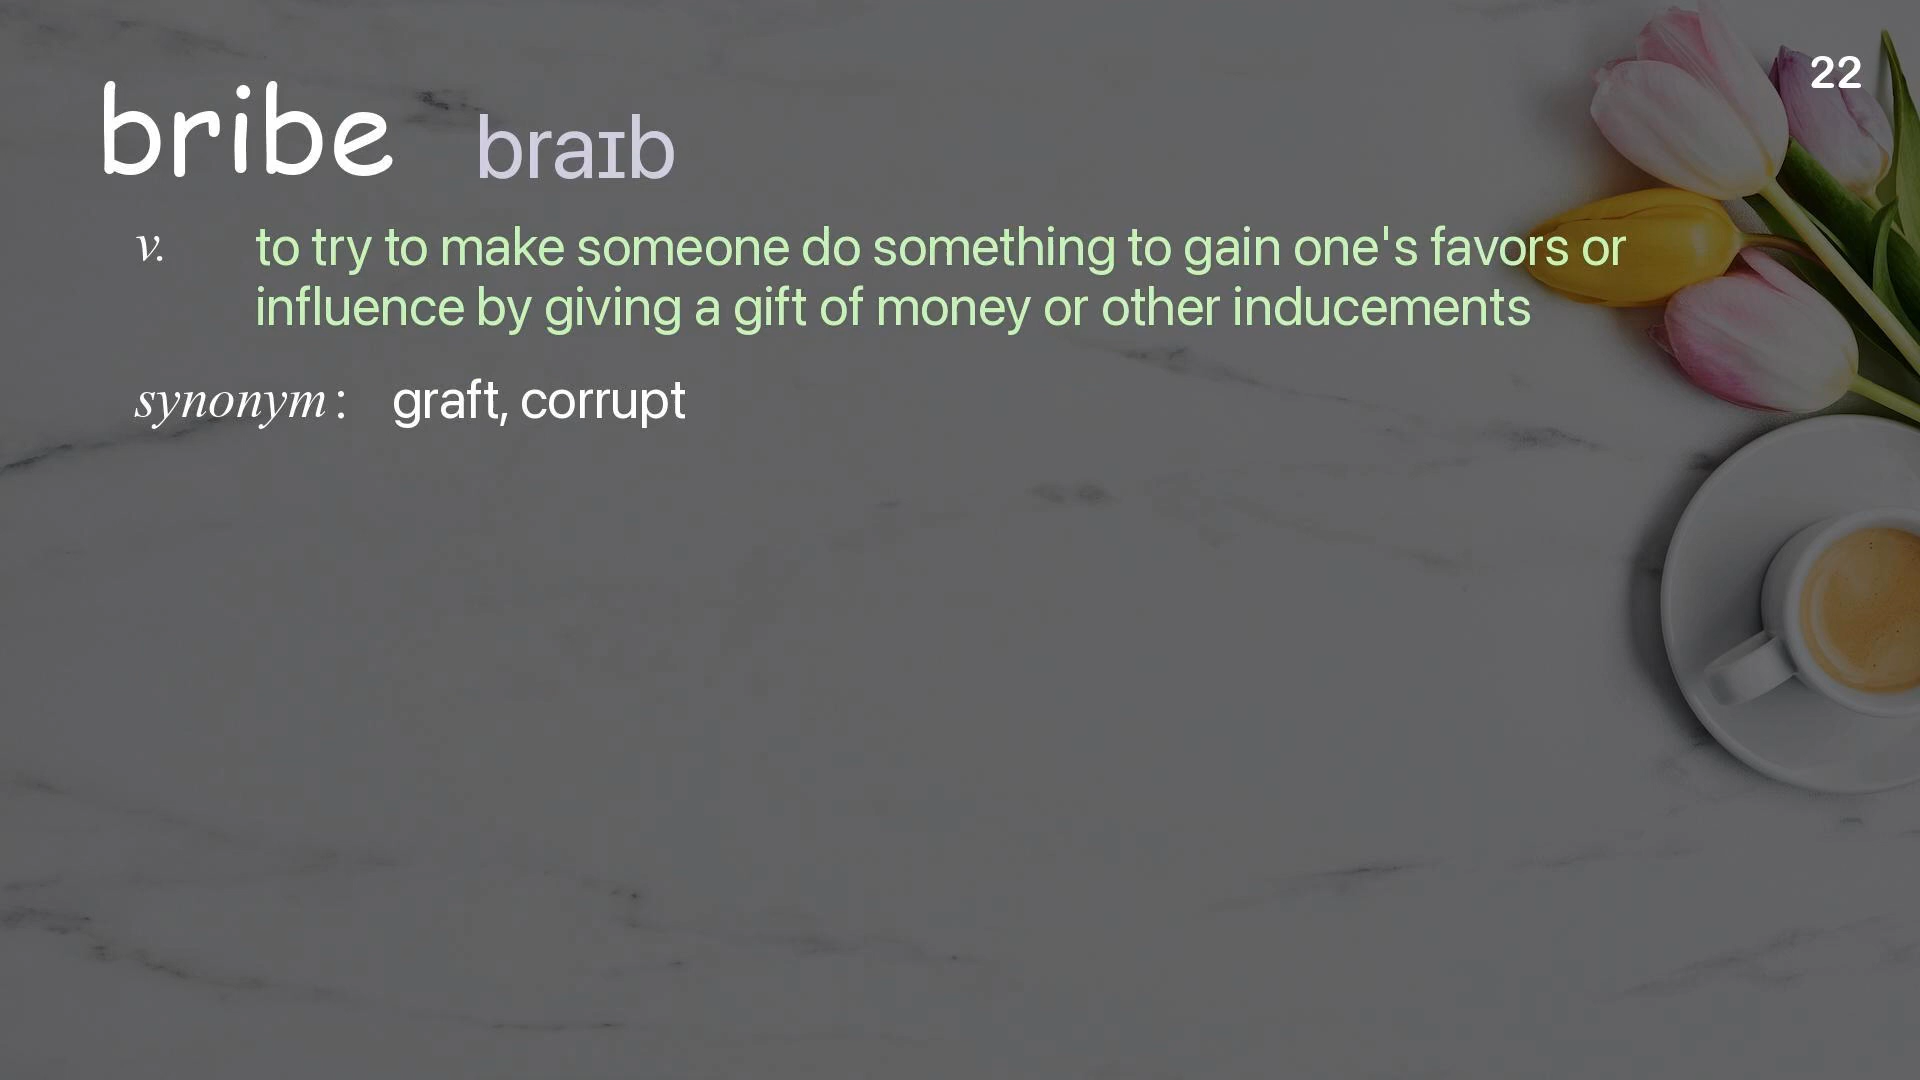 22
bribe braɪb
v. to try to make someone do something to gain one's favors or
influence by giving a gift of money or other inducements
synonym : graft, corrupt